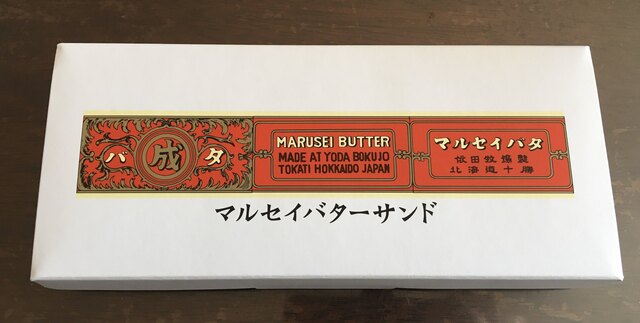 バ 成 タ
MARUSEI BUTTER
MADE AT YODA BOKUJO
TOKATI HOKKAIDO JAPAN
マルセイバタ
依田牧場製
北海道十勝
マルセイバターサンド